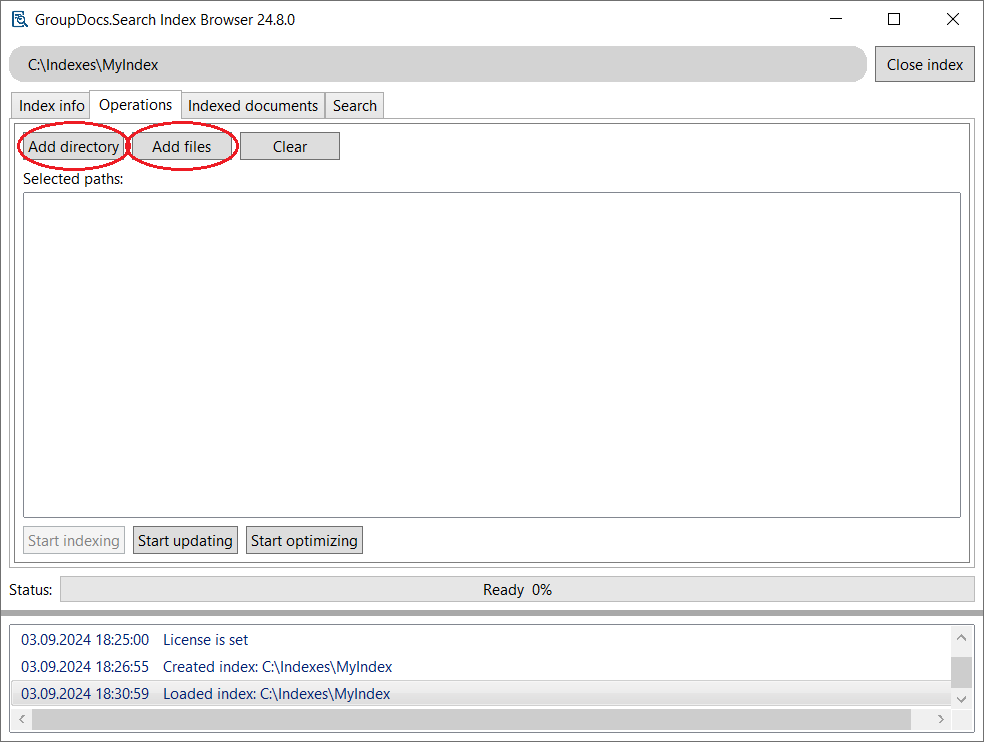 GroupDocs.Search Index Browser 24.8.0
C:\Indexes\MyIndex Close index
Index info Operations Indexed documents Search
Add directory Add files Clear
Selected paths:
Start indexing Start updating Start optimizing
Status: Ready 0%
03.09.2024 18:25:00 License is set
03.09.2024 18:26:55 Created index: C:\Indexes\MyIndex
03.09.2024 18:30:59 Loaded index: C:\Indexes\MyIndex